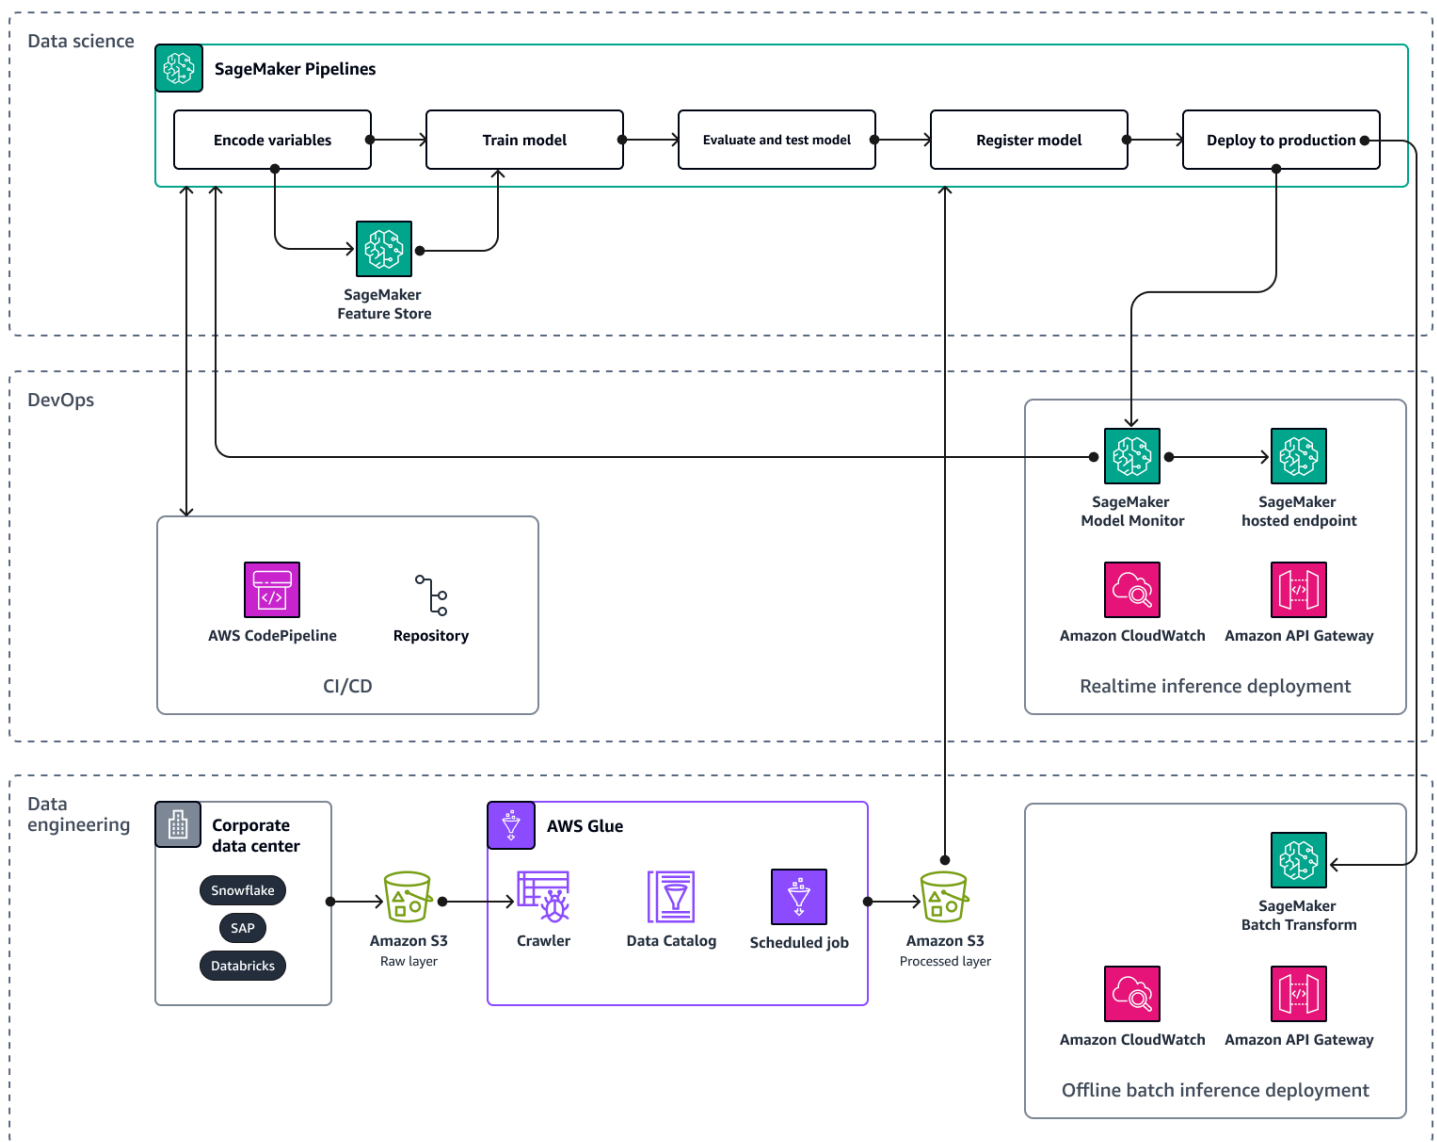 Data science
SageMaker Pipelines
Encode variables
Train model
Evaluate and test model
Register model
Deploy to production
SageMaker
Feature Store
DevOps
SageMaker
Model Monitor
SageMaker
hosted endpoint
AWS CodePipeline
Repository
Amazon CloudWatch
Amazon API Gateway
CI/CD
Realtime inference deployment
Data
engineering
Corporate
data center
Snowflake
SAP
Databricks
Amazon S3
Raw layer
AWS Glue
Crawler
Data Catalog
Scheduled job
Amazon S3
Processed layer
SageMaker
Batch Transform
Amazon CloudWatch
Amazon API Gateway
Offline batch inference deployment